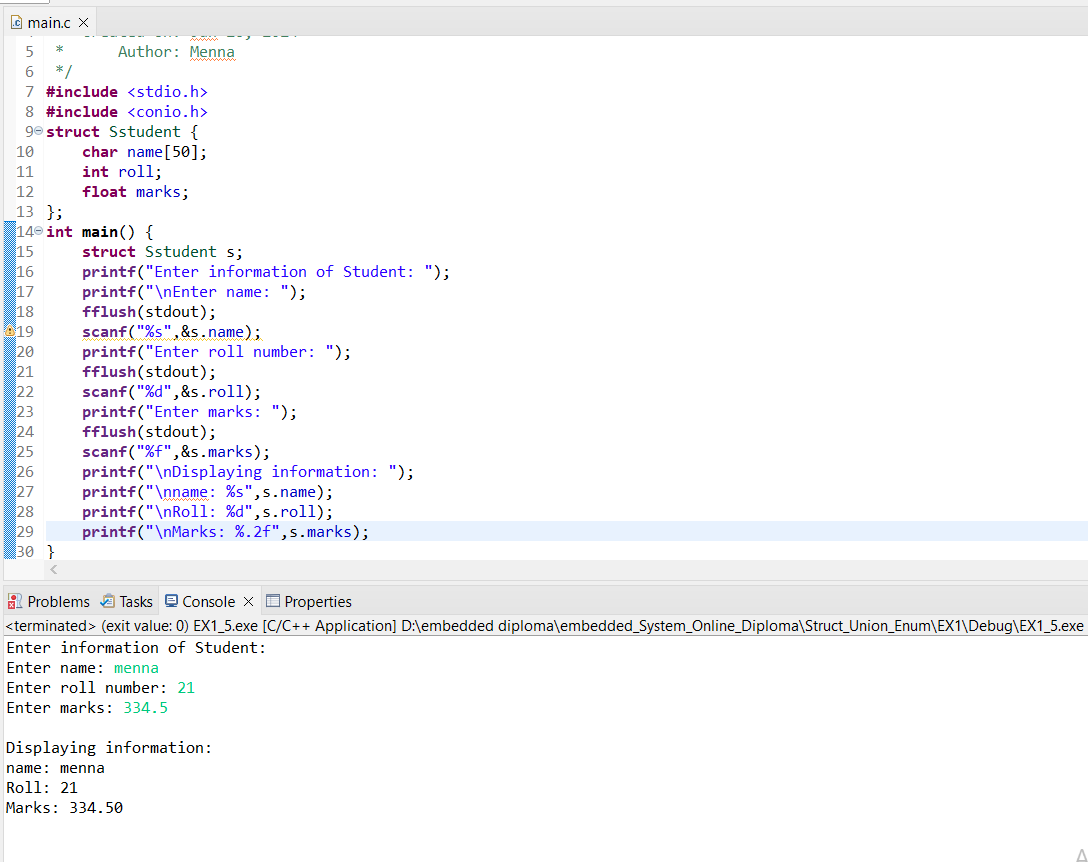 main.c
5 *      Author: Menna
6 */
7 #include <stdio.h>
8 #include <conio.h>
9 struct Sstudent {
10     char name[50];
11     int roll;
12     float marks;
13 };
14 int main() {
15     struct Sstudent s;
16     printf("Enter information of Student: ");
17     printf("\nEnter name: ");
18     fflush(stdout);
19     scanf("%s",&s.name);
20     printf("Enter roll number: ");
21     fflush(stdout);
22     scanf("%d",&s.roll);
23     printf("Enter marks: ");
24     fflush(stdout);
25     scanf("%f",&s.marks);
26     printf("\nDisplaying information: ");
27     printf("\nname: %s",s.name);
28     printf("\nRoll: %d",s.roll);
29     printf("\nMarks: %.2f",s.marks);
30 }
Problems Tasks Console Properties
<terminated> (exit value: 0) EX1_5.exe [C/C++ Application] D:\embedded diploma\embedded_System_Online_Diploma\Struct_Union_Enum\EX1\Debug\EX1_5.exe
Enter information of Student:
Enter name: menna
Enter roll number: 21
Enter marks: 334.5
Displaying information:
name: menna
Roll: 21
Marks: 334.50